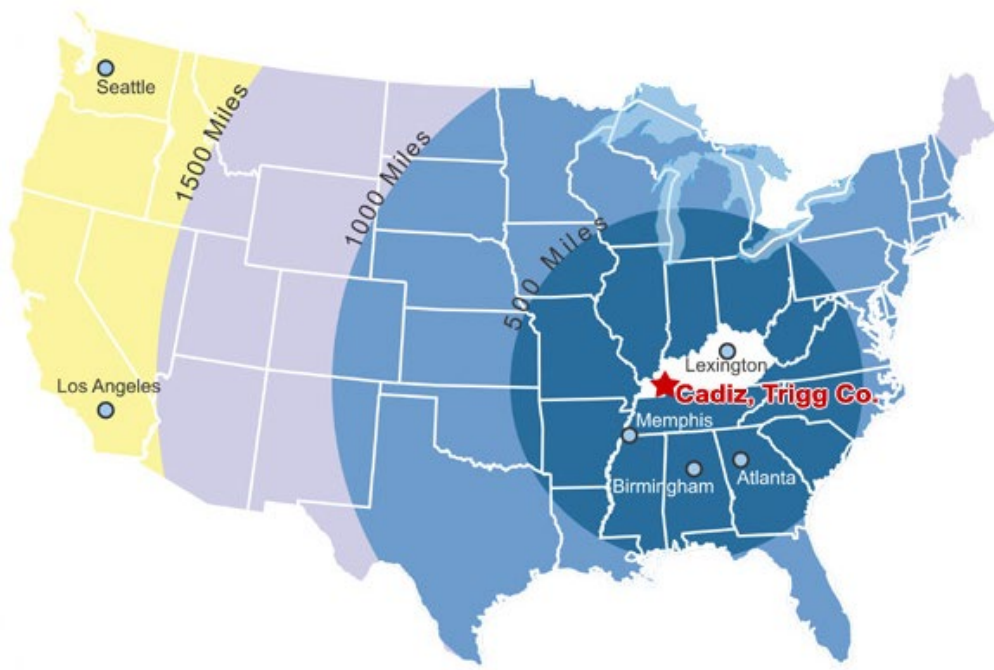 Seattle
1500 Miles
1000 Miles
500 Miles
Lexington
Los Angeles
Cadiz, Trigg Co.
Memphis
Birmingham
Atlanta